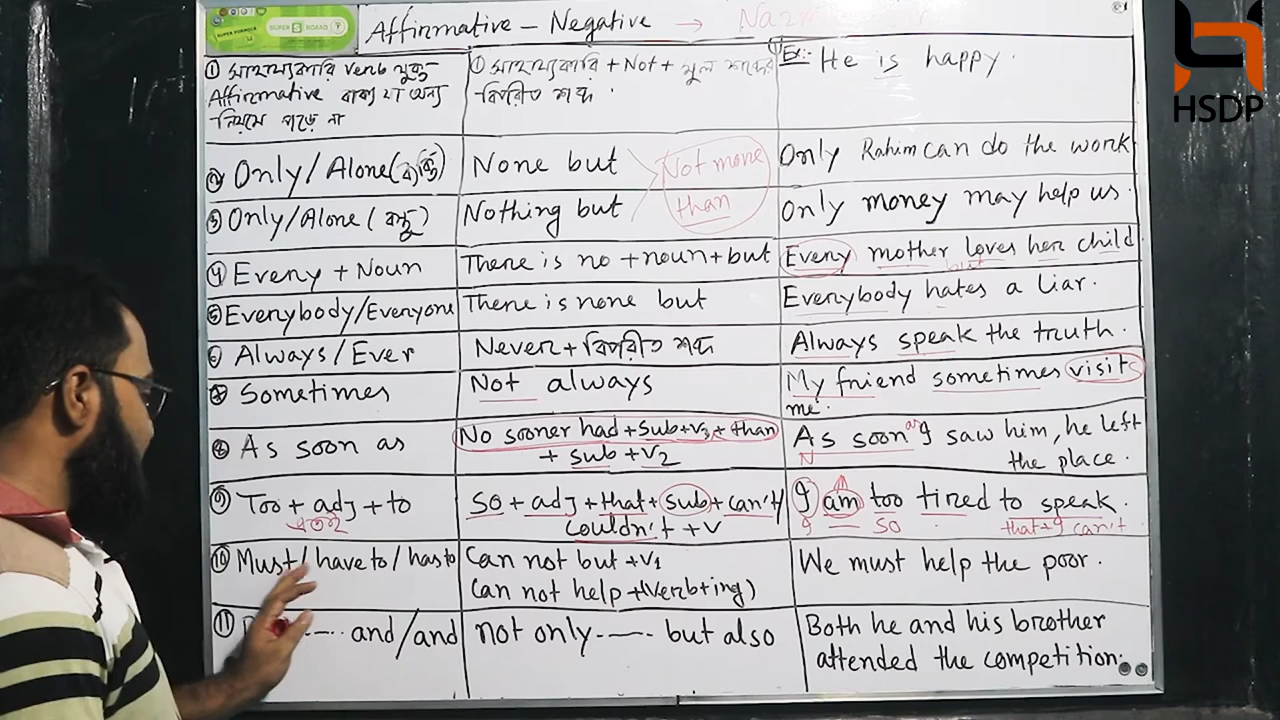 SUPER FORMULA SUPER S BOARD
Affirmative – Negative → Naz
HSDP
① সাহায্যকারি verb যুক্ত
Affirmative বাক্য যা অন্য
নিয়মে পড়ে না
① সাহায্যকারি + Not + মূল শব্দের
বিপরিত শব্দ .
Ex:- He is happy.
② Only/Alone (ব্যক্তি)
None but
Not more
than
Only Rahim can do the work
③ Only/Alone (বস্তু)
Nothing but
Only money may help us.
④ Every + Noun
There is no + noun + but
Every mother loves her child
but
⑤ Everybody/Everyone
There is none but
Everybody hates a liar.
⑥ Always/Ever
Never + বিপরিত শব্দ
Always speak the truth.
Sometimes
Not always
My friend sometimes visits
me.
⑧ As soon as
No sooner had + sub + v3 + than
+ sub + v2
As soon as I saw him, he left
N
the place.
⑨ Too + adj + to
এতই
so + adj + that + sub + can't/
couldn't + v
I am too tired to speak.
I so that + I can't
⑩ Must/have to/has to
Can not but + v1
Can not help + (verb + ing)
We must help the poor.
⑪ ---- and/and
not only ---- but also
Both he and his brother
attended the competition.